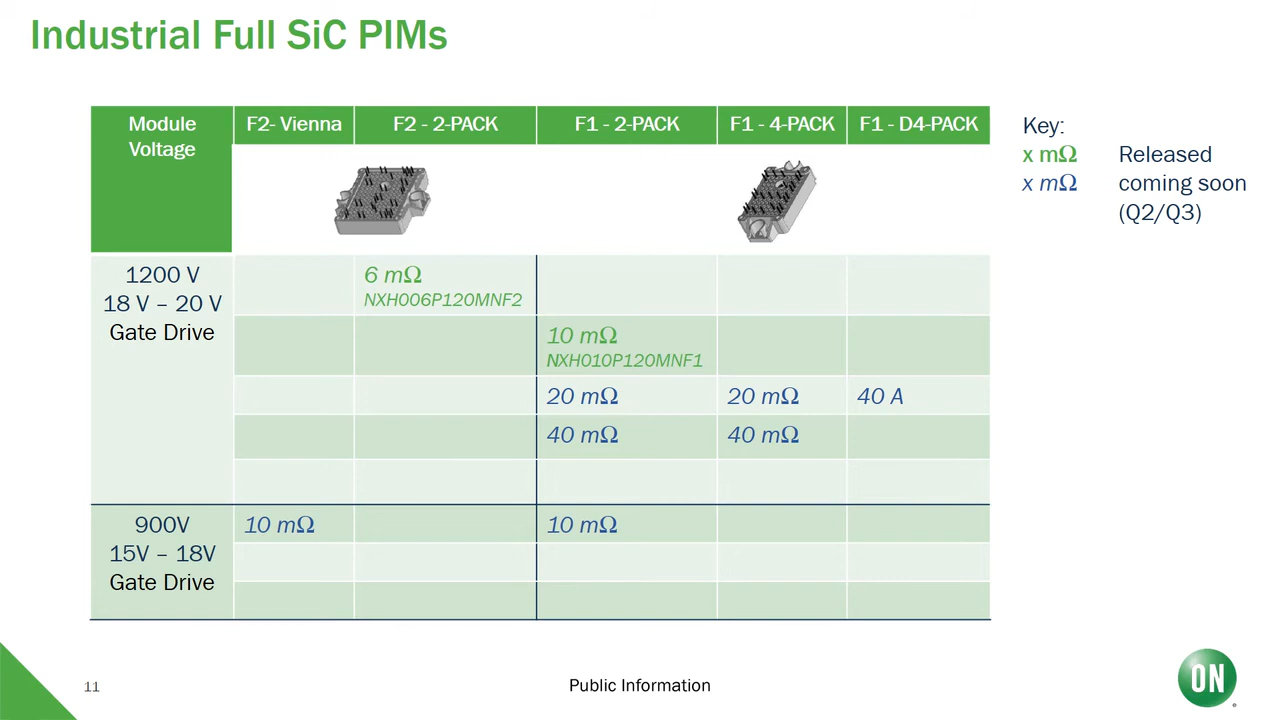 Industrial Full SiC PIMs
Module
Voltage
F2- Vienna
F2 - 2-PACK
F1 - 2-PACK
F1 - 4-PACK
F1 - D4-PACK
Key:
x mΩ Released
x mΩ coming soon
(Q2/Q3)
1200 V
18 V – 20 V
Gate Drive
6 mΩ
NXH006P120MNF2
10 mΩ
NXH010P120MNF1
20 mΩ
20 mΩ
40 A
40 mΩ
40 mΩ
900V
15V – 18V
Gate Drive
10 mΩ
10 mΩ
11
Public Information
ON